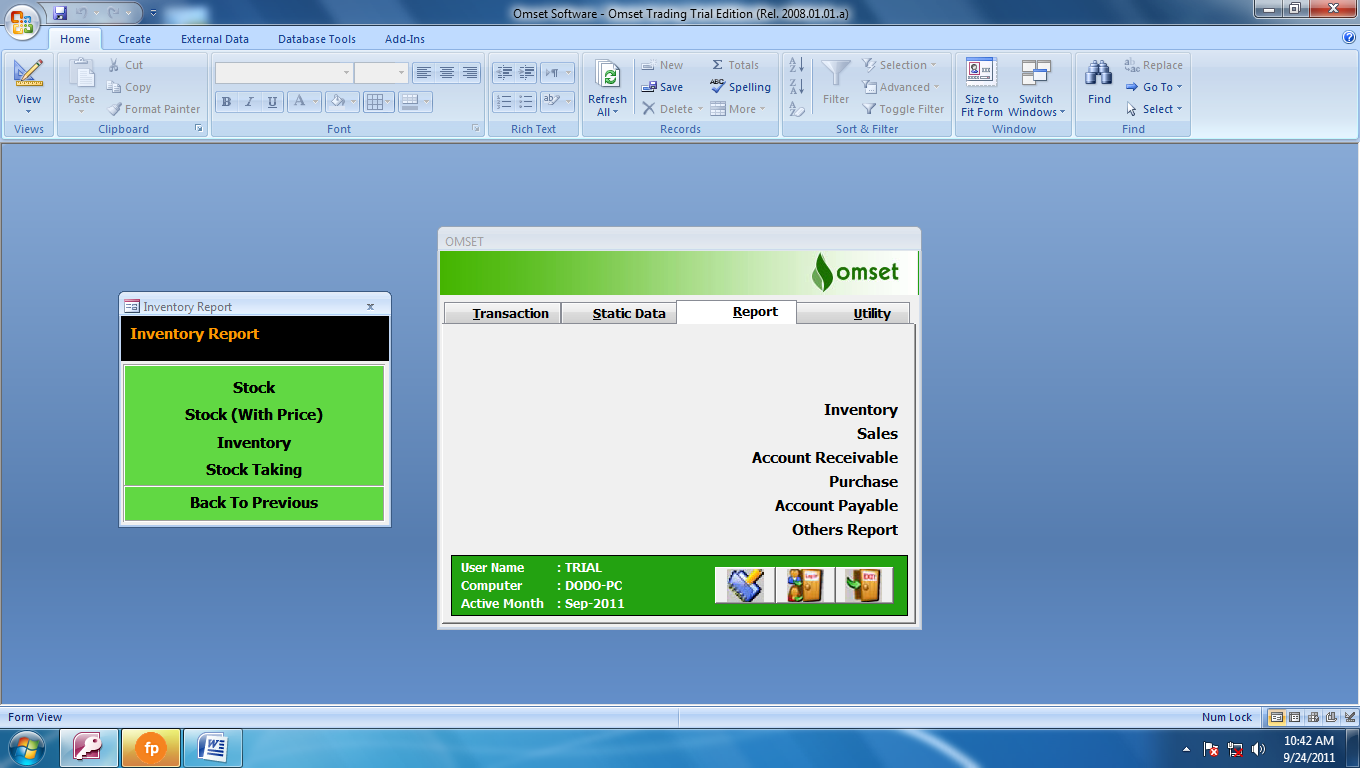 Omset Software - Omset Trading Trial Edition (Rel. 2008.01.01.a)
Home Create External Data Database Tools Add-Ins
View
Views
Paste
Cut
Copy
Format Painter
Clipboard
B I U A
Font
Rich Text
Refresh All
New
Save
Delete
Totals
Spelling
More
Records
Filter
Selection
Advanced
Toggle Filter
Sort & Filter
Size to Fit Form
Switch Windows
Window
Find
Replace
Go To
Select
Find
Inventory Report
Inventory Report
Stock
Stock (With Price)
Inventory
Stock Taking
Back To Previous
OMSET
omset
Transaction Static Data Report Utility
Inventory
Sales
Account Receivable
Purchase
Account Payable
Others Report
User Name : TRIAL
Computer : DODO-PC
Active Month : Sep-2011
EXIT
Form View
Num Lock
fp
10:42 AM
9/24/2011